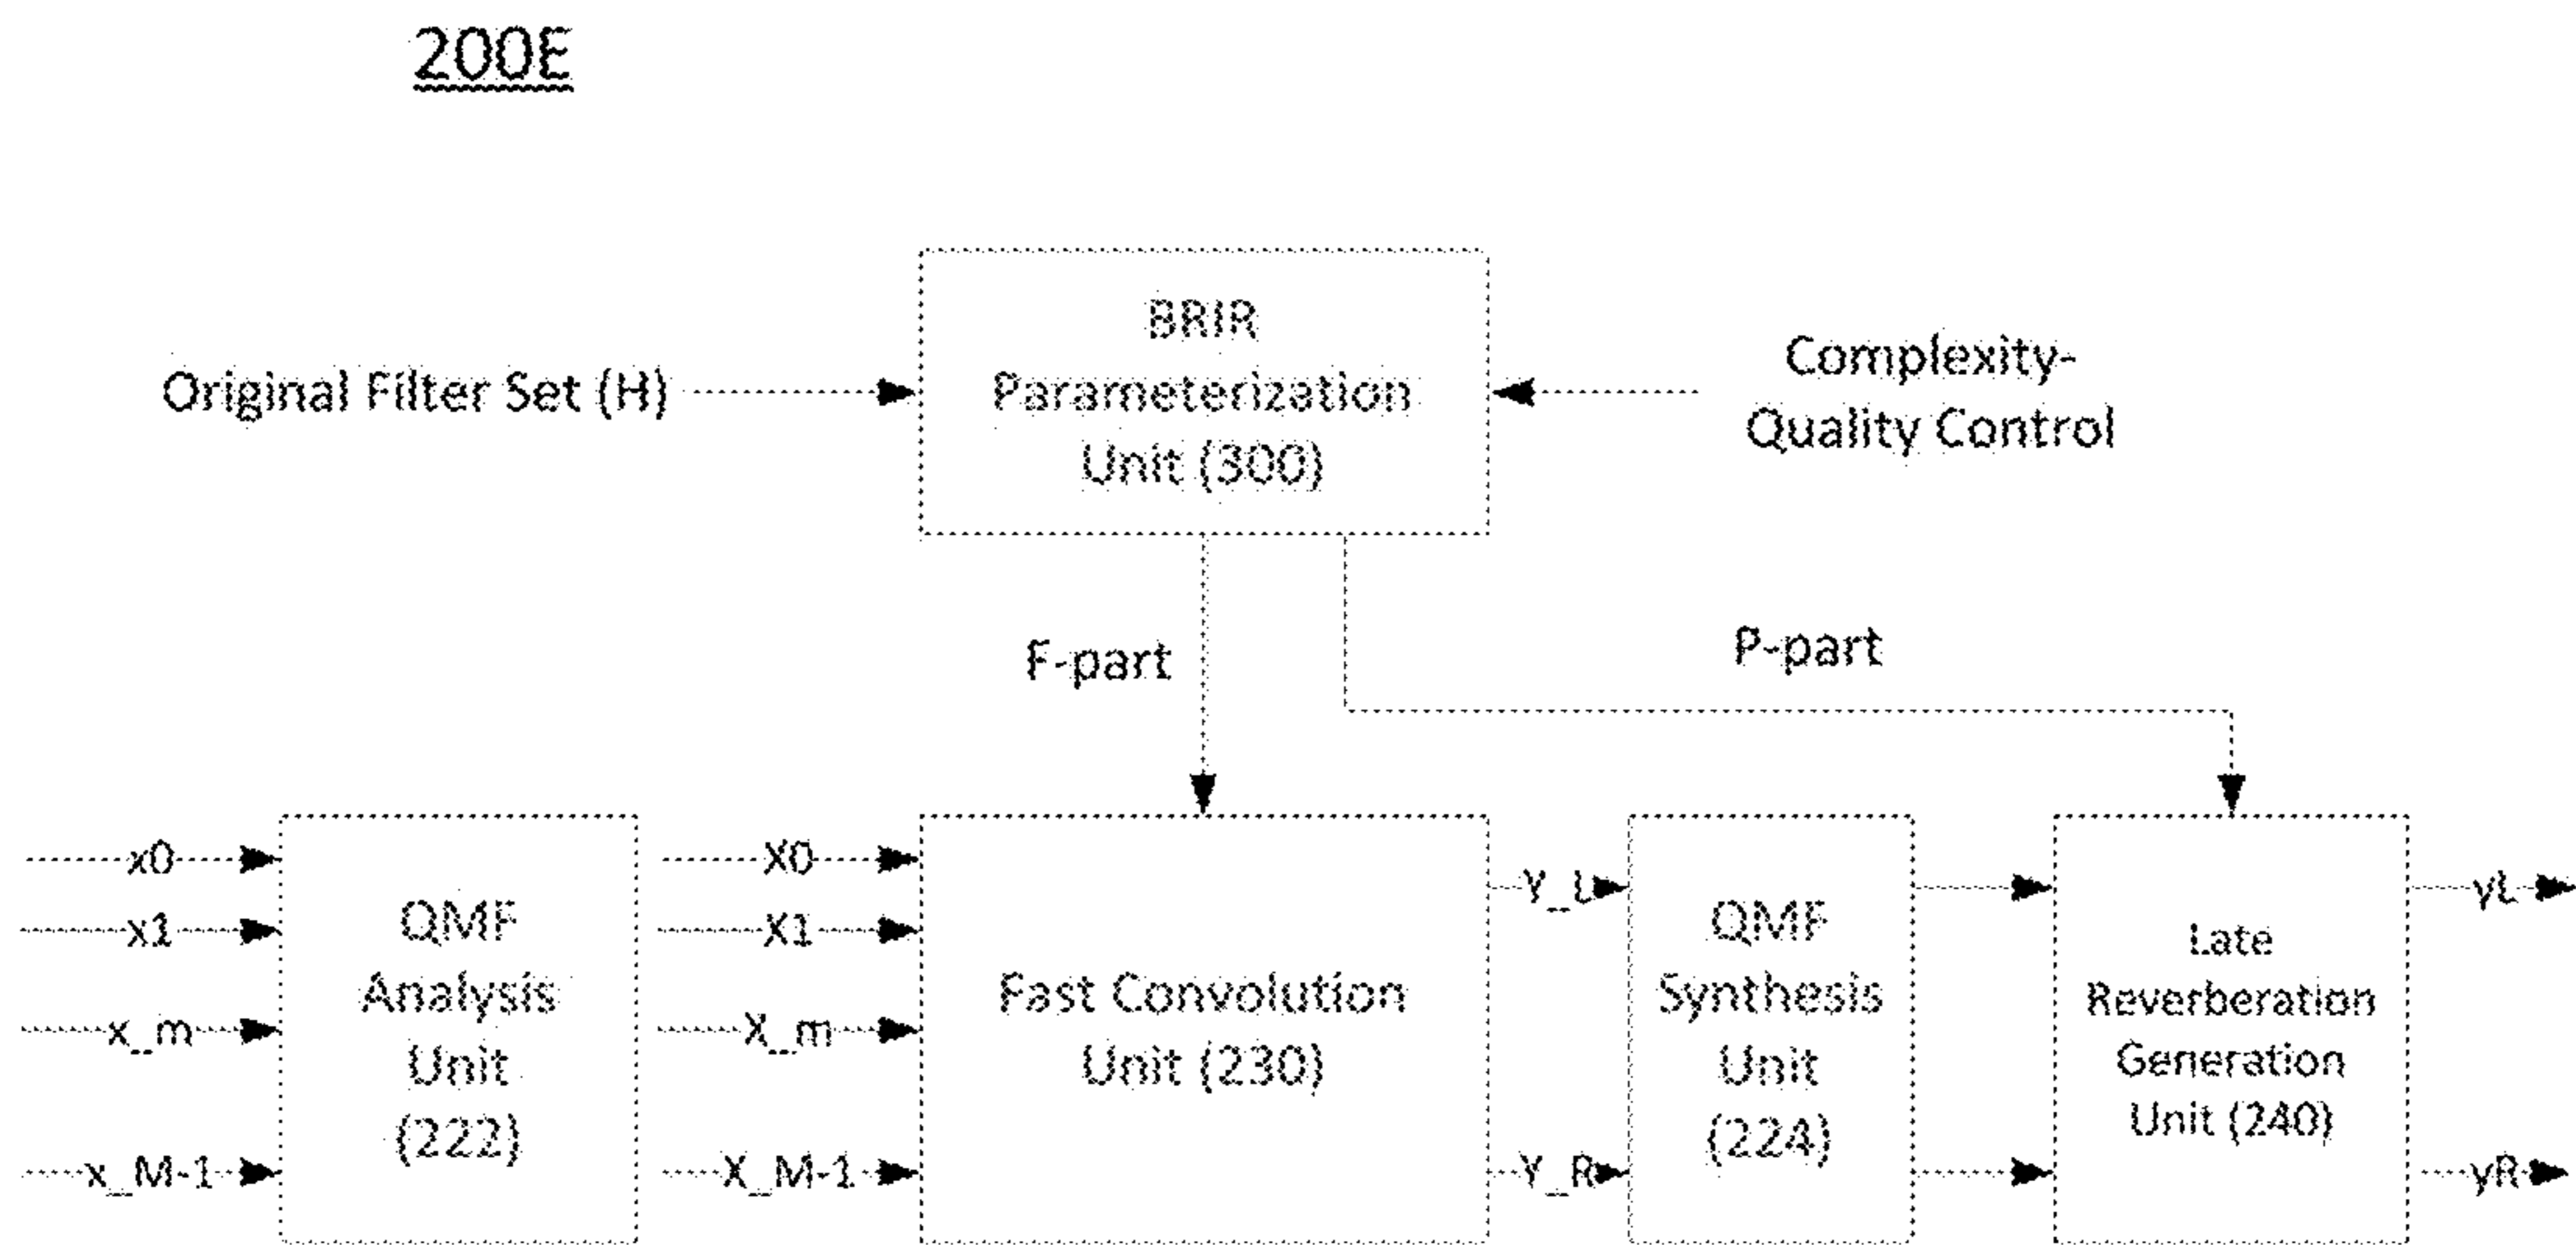 200E
BRIR
Parameterization
Unit (300)
Original Filter Set (H)
Complexity-
Quality Control
F-part
P-part
x0
x1
x_m
x_M-1
QMF
Analysis
Unit
(222)
X0
X1
X_m
X_M-1
Fast Convolution
Unit (230)
Y_L
Y_R
QMF
Synthesis
Unit
(224)
Late
Reverberation
Generation
Unit (240)
yL
yR